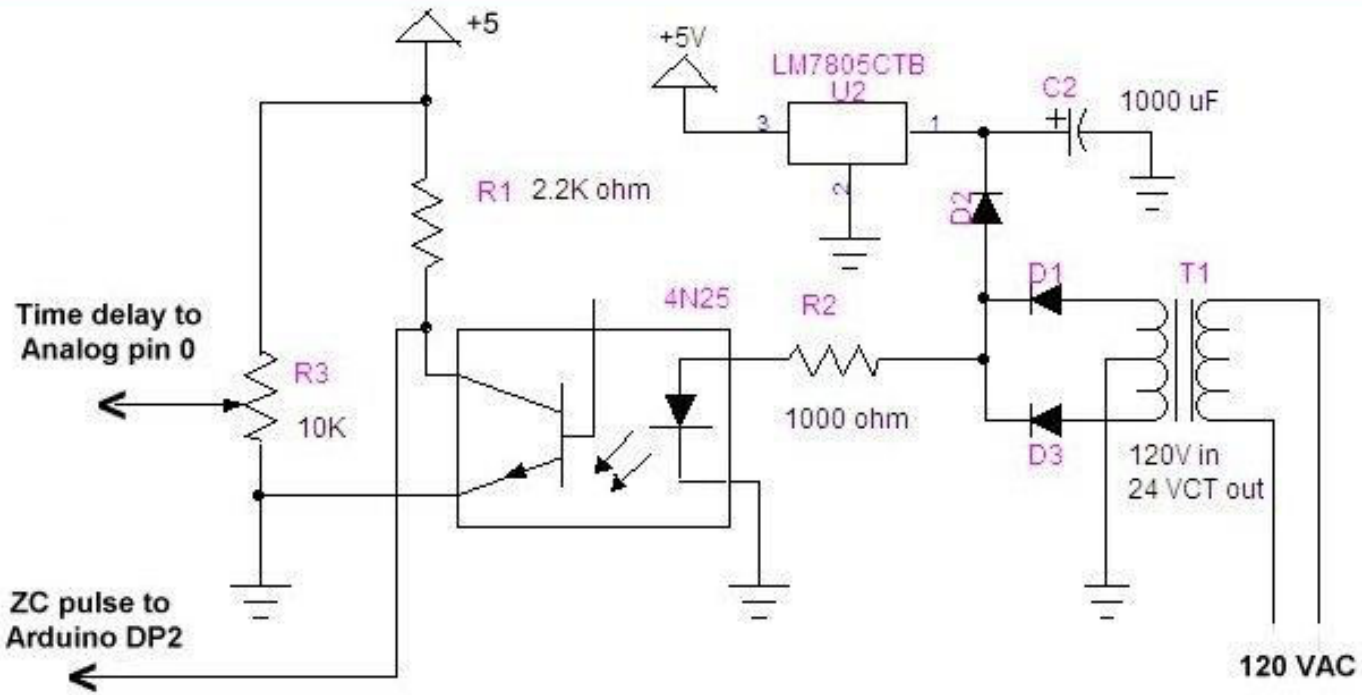 +5
+5V
LM7805CTB
U2
C2
1000 uF
3
1
2
R1 2.2K ohm
D2
D1
T1
4N25
R2
Time delay to
Analog pin 0
R3
10K
1000 ohm
D3
120V in
24 VCT out
ZC pulse to
Arduino DP2
120 VAC